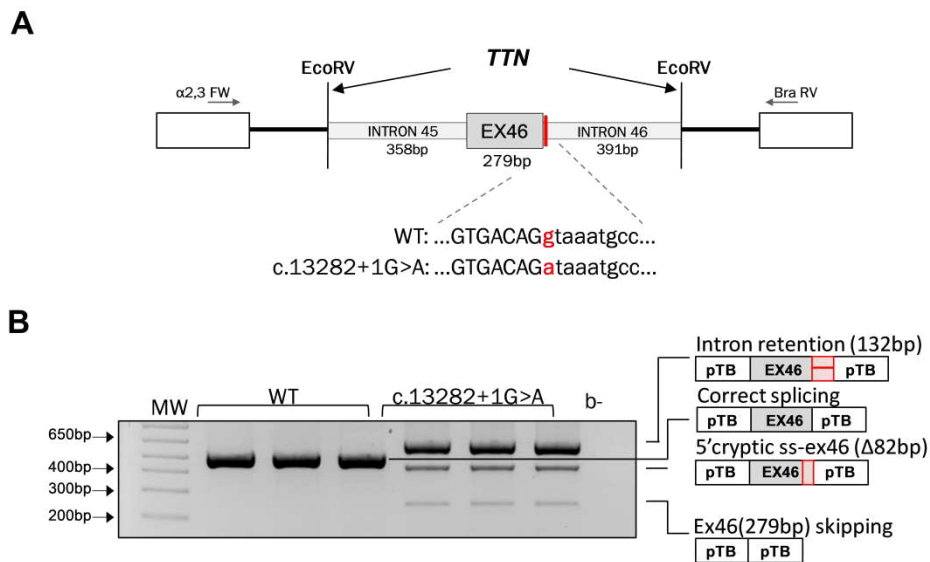 A
TTN
EcoRV
EcoRV
α2,3 FW
Bra RV
INTRON 45
EX46
INTRON 46
358bp
279bp
391bp
WT: ...GTGACAGgtaaatgcc...
c.13282+1G>A: ...GTGACAGataaatgcc...
B
MW
WT
c.13282+1G>A
b-
650bp
400bp
300bp
200bp
Intron retention (132bp)
pTB EX46 pTB
Correct splicing
pTB EX46 pTB
5'cryptic ss-ex46 (Δ82bp)
pTB EX46 pTB
Ex46(279bp) skipping
pTB pTB